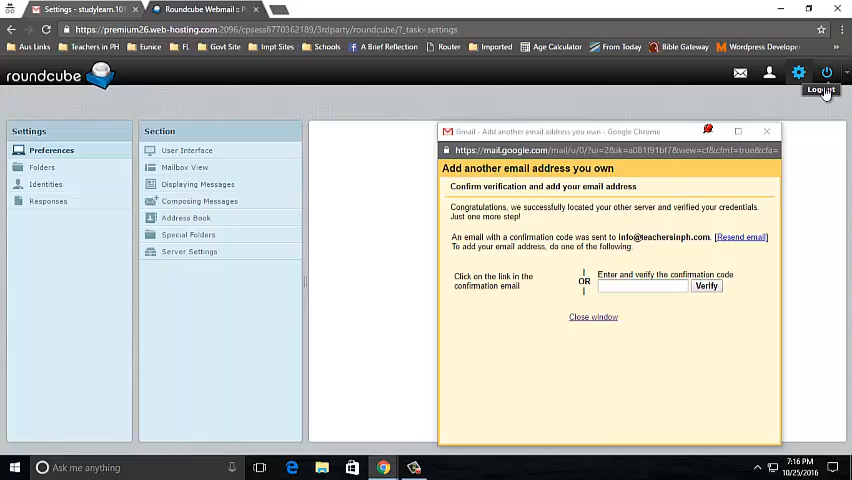 Settings - studylearn.101
Roundcube Webmail :: P
https://premium26.web-hosting.com:2096/cpsess8770362159/3rdparty/roundcube/?_task=settings
Aus Links
Teachers in PH
Eunice
Govt Sites
Impt Sites
Schools
A Brief Reflection
Router
Imported
Age Calculator
From Today
Bible Gateway
Wordpress Developer
roundcube
Logout
Settings
Section
Preferences
Folders
Identities
Responses
User Interface
Mailbox View
Displaying Messages
Composing Messages
Address Book
Special Folders
Server Settings
Gmail - Add another email address you own - Google Chrome
https://mail.google.com/mail/u/0/?ui=2&ik=a081f91bf7&view=cf&cfmf=true&cfa=
Add another email address you own
Confirm verification and add your email address
Congratulations, we successfully located your other server and verified your credentials.
Just one more step!
An email with a confirmation code was sent to info@teachersinph.com. [Resend email]
To add your email address, do one of the following:
Click on the link in the
confirmation email
OR
Enter and verify the confirmation code
Verify
Close window
Ask me anything
7:16 PM
10/25/2016